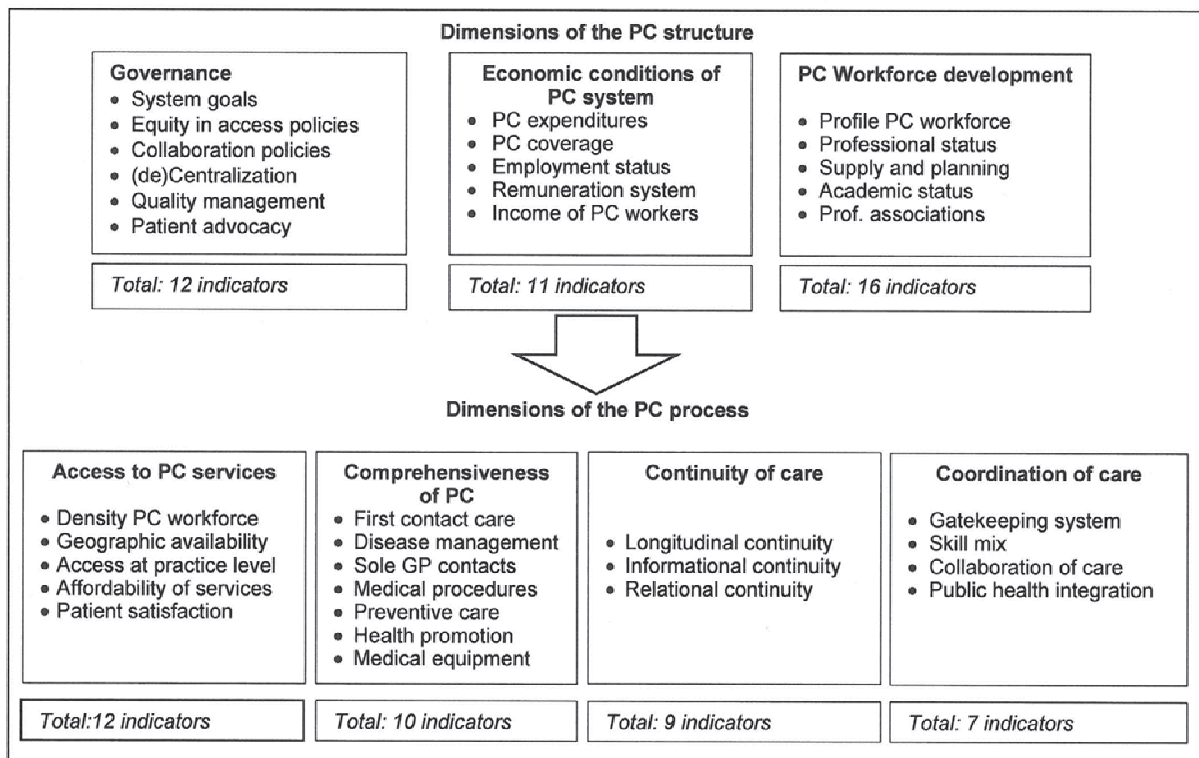 Dimensions of the PC structure
Governance
• System goals
• Equity in access policies
• Collaboration policies
• (de)Centralization
• Quality management
• Patient advocacy
Total: 12 indicators
Economic conditions of
PC system
• PC expenditures
• PC coverage
• Employment status
• Remuneration system
• Income of PC workers
Total: 11 indicators
PC Workforce development
• Profile PC workforce
• Professional status
• Supply and planning
• Academic status
• Prof. associations
Total: 16 indicators
Dimensions of the PC process
Access to PC services
• Density PC workforce
• Geographic availability
• Access at practice level
• Affordability of services
• Patient satisfaction
Total:12 indicators
Comprehensiveness
of PC
• First contact care
• Disease management
• Sole GP contacts
• Medical procedures
• Preventive care
• Health promotion
• Medical equipment
Total: 10 indicators
Continuity of care
• Longitudinal continuity
• Informational continuity
• Relational continuity
Total: 9 indicators
Coordination of care
• Gatekeeping system
• Skill mix
• Collaboration of care
• Public health integration
Total: 7 indicators